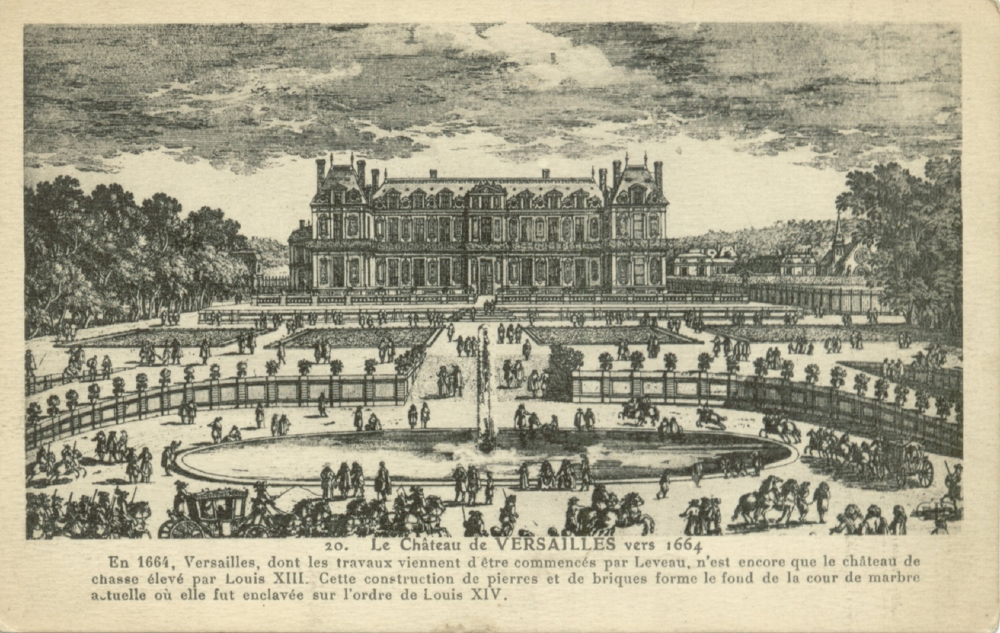 20. Le Château de VERSAILLES vers 1664
En 1664, Versailles, dont les travaux viennent d'être commencés par Leveau, n'est encore que le château de
chasse élevé par Louis XIII. Cette construction de pierres et de briques forme le fond de la cour de marbre
actuelle où elle fut enclavée sur l'ordre de Louis XIV.